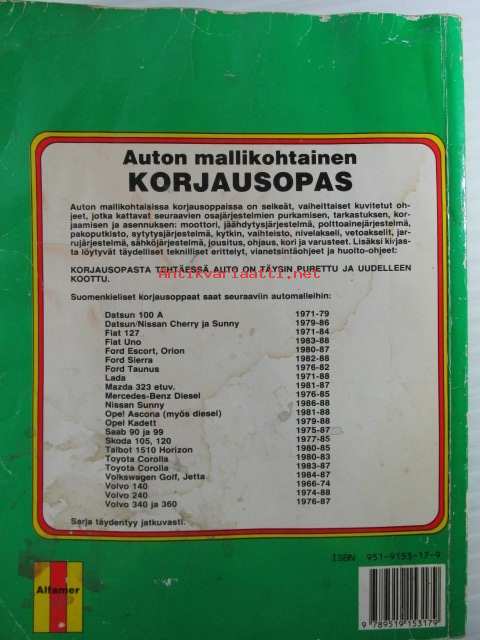 Auton mallikohtainen
KORJAUSOPAS
Auton mallikohtaisissa korjausoppaissa on selkeät, vaiheittaiset kuvitetut oh-
jeet, jotka kattavat seuraavien osajärjestelmien purkamisen, tarkastuksen, kor-
jaamisen ja asennuksen: moottori, jäähdytysjärjestelmä, polttoainejärjestelmä,
pakoputkisto, sytytysjärjestelmä, kytkin, vaihteisto, nivelakseli, vetoakselit, jar-
rujärjestelmä, sähköjärjestelmä, jousitus, ohjaus, kori ja varusteet. Lisäksi kirjas-
ta löytyvät täydelliset teknilliset erittelyt, vianetsintäohjeet ja huolto-ohjeet:
Antikvariaatti.net
KORJAUSOPASTA TEHTÄESSÄ AUTO ON TÄYSIN PURETTU JA UUDELLEEN
KOOTTU.
Suomenkieliset korjausoppaat saat seuraaviin automalleihin:
Datsun 100 A 1971-79
Datsun/Nissan Cherry ja Sunny 1979-86
Fiat 127 1971-84
Fiat Uno 1983-88
Ford Escort, Orion 1980-87
Ford Sierra 1982-88
Ford Taunus 1976-82
Lada 1971-88
Mazda 323 etuv. 1981-87
Mercedes-Benz Diesel 1976-85
Nissan Sunny 1986-88
Opel Ascona (myös diesel) 1981-88
Opel Kadett 1979-88
Saab 90 ja 99 1975-87
Skoda 105, 120 1977-85
Talbot 1510 Horizon 1980-85
Toyota Corolla 1980-83
Toyota Corolla 1983-87
Volkswagen Golf, Jetta 1984-87
Volvo 140 1966-74
Volvo 240 1974-88
Volvo 340 ja 360 1976-87
Sarja täydentyy jatkuvasti.
ISBN 951-9153-17-9
Alfamer
9 789519 153179